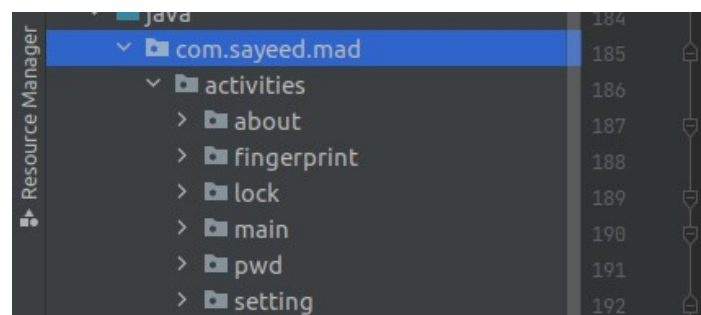 java
184
Resource Manager
com.sayeed.mad
185
activities
186
about
187
fingerprint
188
lock
189
main
190
pwd
191
setting
192